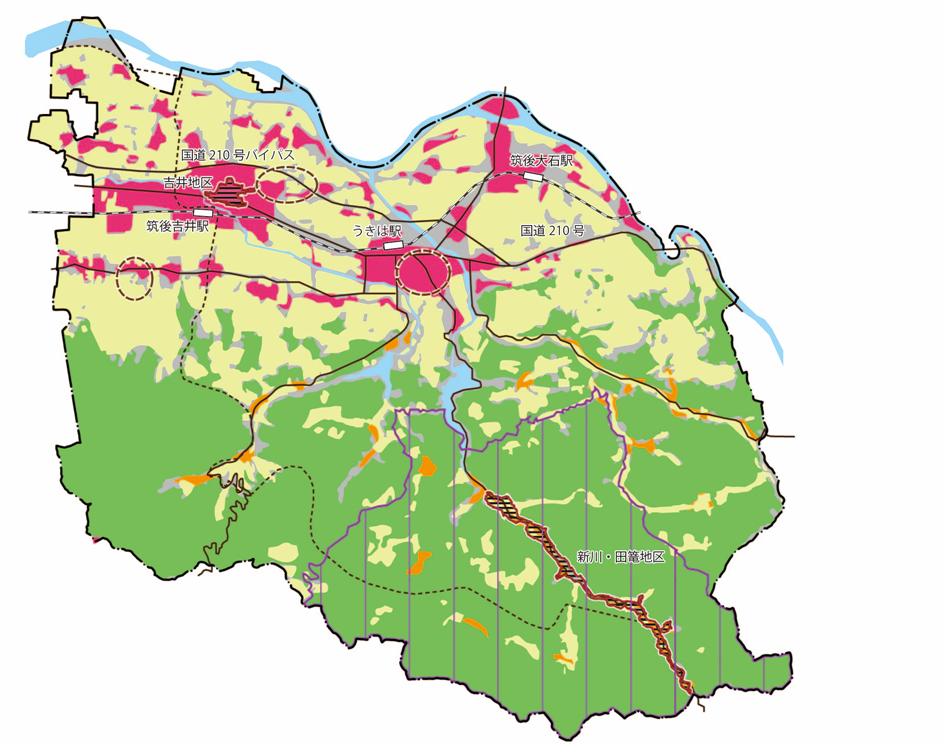 国道 210 号バイパス
筑後大石駅
吉井地区
筑後吉井駅
うきは駅
国道 210 号
新川・田篭地区